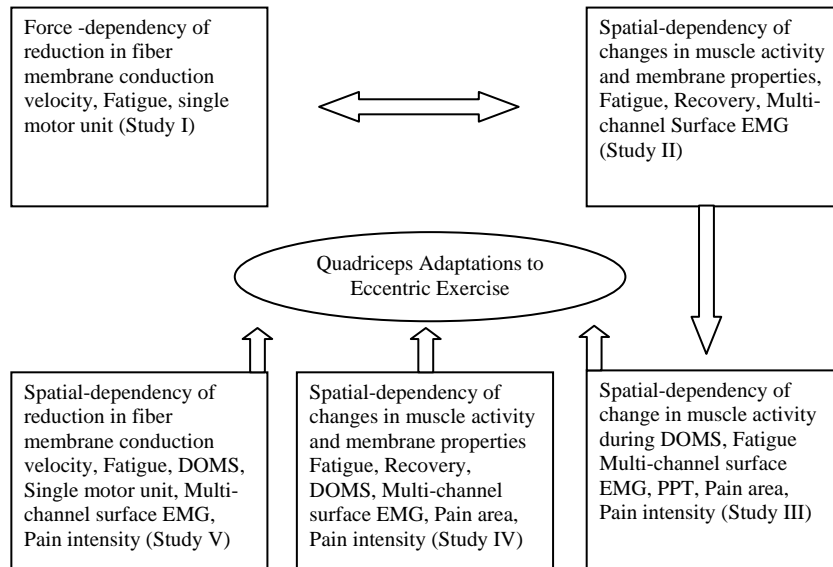 Force -dependency of
reduction in fiber
membrane conduction
velocity, Fatigue, single
motor unit (Study I)
Spatial-dependency of
changes in muscle activity
and membrane properties,
Fatigue, Recovery, Multi-
channel Surface EMG
(Study II)
Quadriceps Adaptations to
Eccentric Exercise
Spatial-dependency of
reduction in fiber
membrane conduction
velocity, Fatigue, DOMS,
Single motor unit, Multi-
channel surface EMG,
Pain intensity (Study V)
Spatial-dependency of
changes in muscle activity
and membrane properties
Fatigue, Recovery,
DOMS, Multi-channel
surface EMG, Pain area,
Pain intensity (Study IV)
Spatial-dependency of
change in muscle activity
during DOMS, Fatigue
Multi-channel surface
EMG, PPT, Pain area,
Pain intensity (Study III)